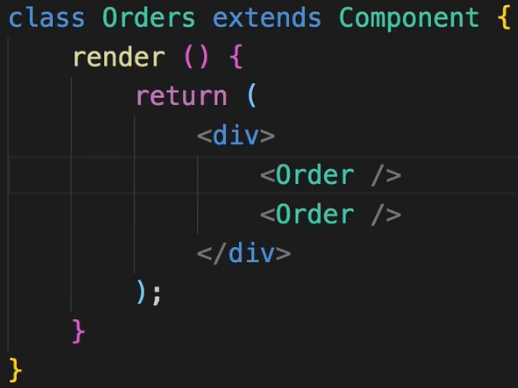 class Orders extends Component {
render () {
return (
<div>
<Order />
<Order />
</div>
);
}
}